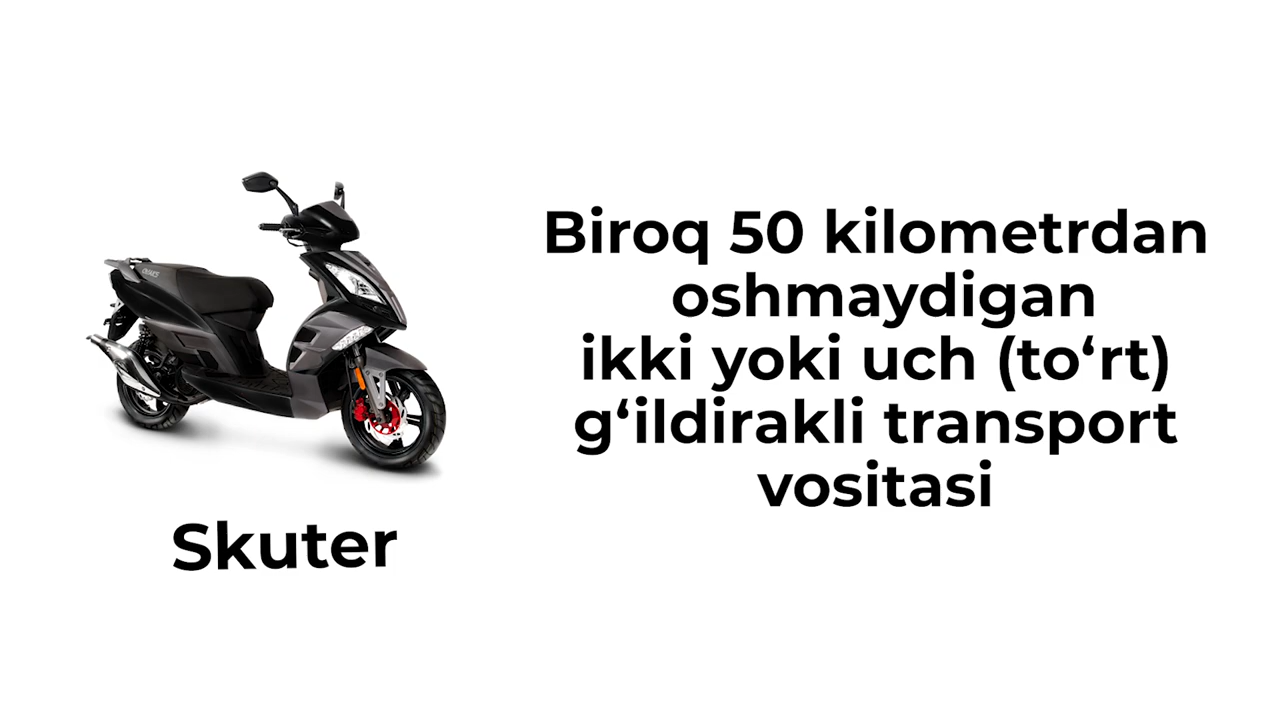 Biroq 50 kilometrdan
oshmaydigan
ikki yoki uch (to‘rt)
g‘ildirakli transport
vositasi
Skuter